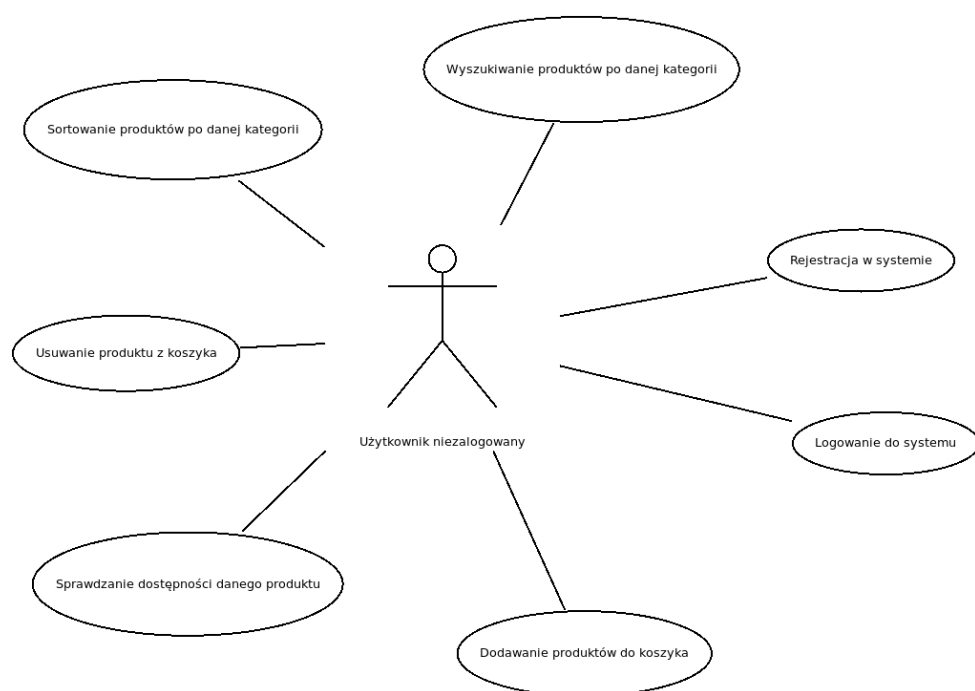 Wyszukiwanie produktów po danej kategorii
Sortowanie produktów po danej kategorii
Rejestracja w systemie
Usuwanie produktu z koszyka
Użytkownik niezalogowany
Logowanie do systemu
Sprawdzanie dostępności danego produktu
Dodawanie produktów do koszyka